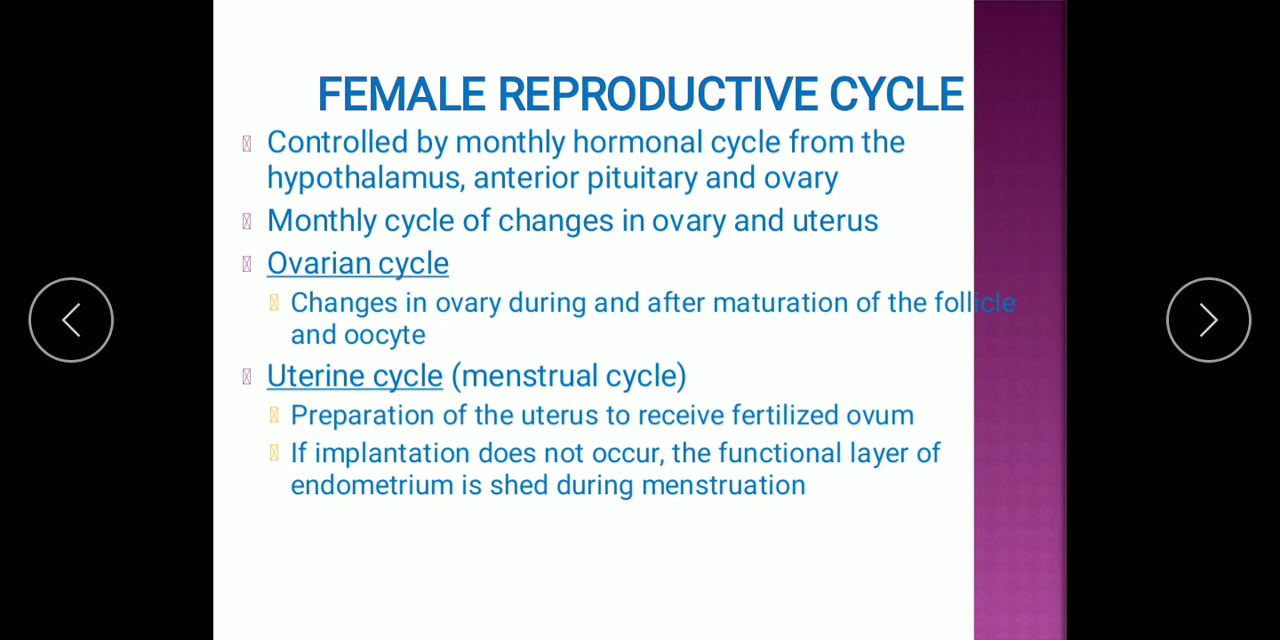 FEMALE REPRODUCTIVE CYCLE
Controlled by monthly hormonal cycle from the
hypothalamus, anterior pituitary and ovary
Monthly cycle of changes in ovary and uterus
Ovarian cycle
Changes in ovary during and after maturation of the follicle
and oocyte
Uterine cycle (menstrual cycle)
Preparation of the uterus to receive fertilized ovum
If implantation does not occur, the functional layer of
endometrium is shed during menstruation